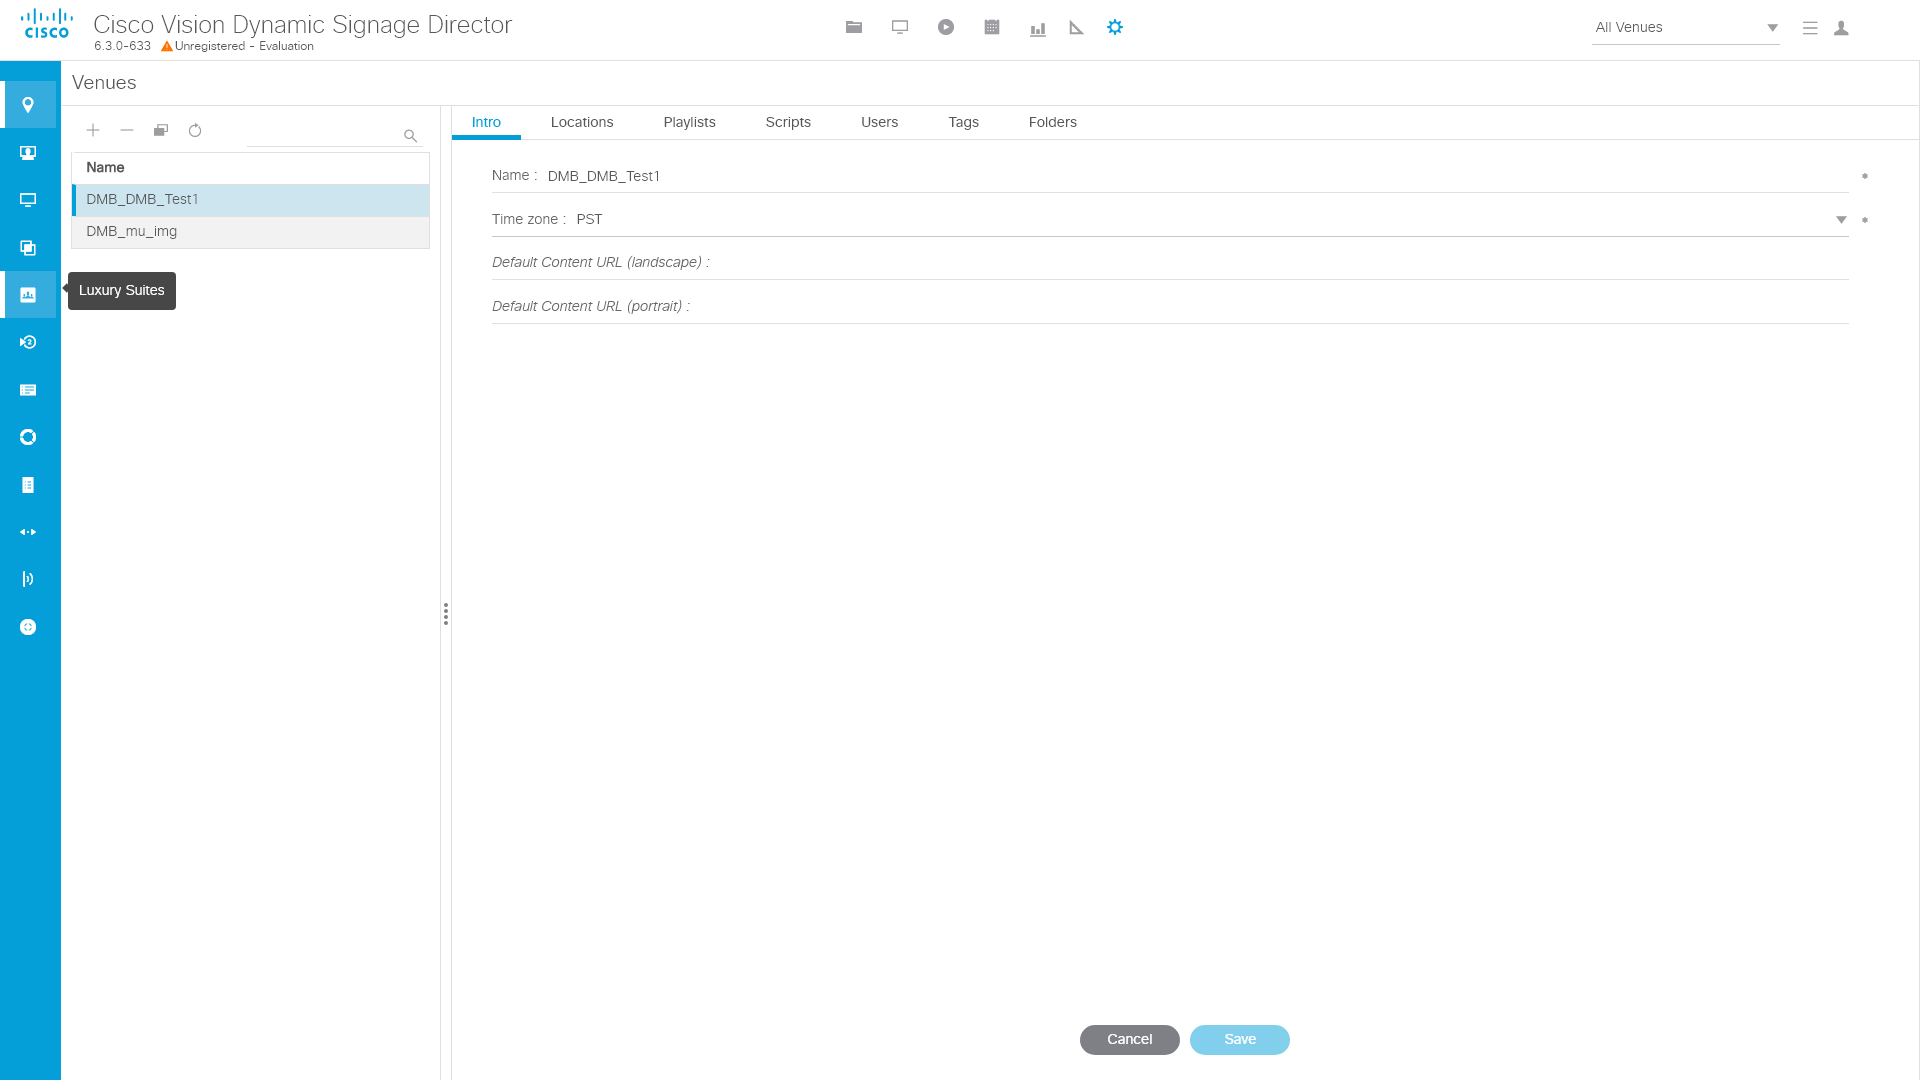 CISCO
Cisco Vision Dynamic Signage Director
6.3.0-633 Unregistered - Evaluation
All Venues
Venues
Name
DMB_DMB_Test1
DMB_mu_img
Luxury Suites
Intro Locations Playlists Scripts Users Tags Folders
Name : DMB_DMB_Test1 *
Time zone : PST *
Default Content URL (landscape) :
Default Content URL (portrait) :
Cancel Save